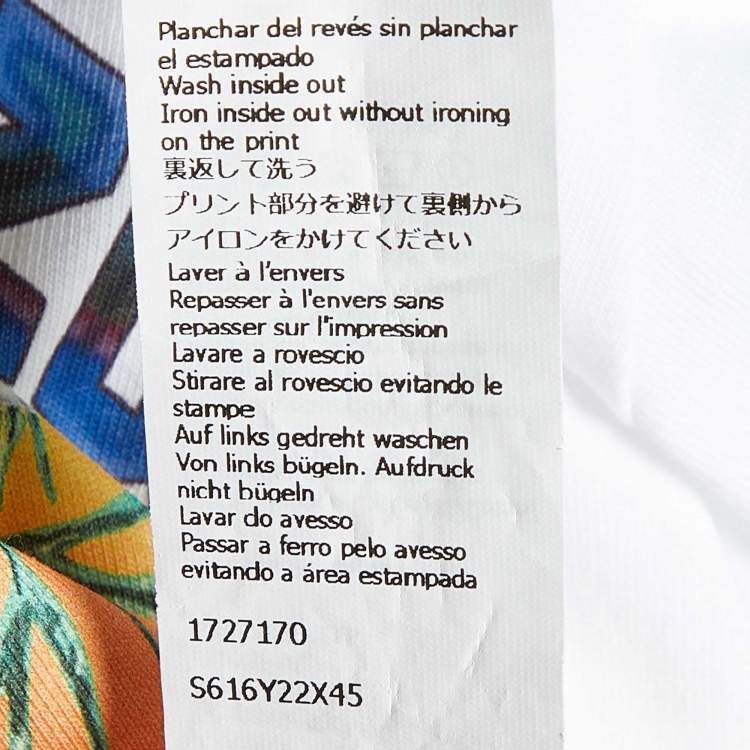 Planchar del revés sin planchar
el estampado
Wash inside out
Iron inside out without ironing
on the print
裏返して洗う
プリント部分を避けて裏側から
アイロンをかけてください
Laver à l'envers
Repasser à l'envers sans
repasser sur l'impression
Lavare a rovescio
Stirare al rovescio evitando le
stampe
Auf links gedreht waschen
Von links bügeln. Aufdruck
nicht bügeln
Lavar do avesso
Passar a ferro pelo avesso
evitando a área estampada
1727170
S616Y22X45